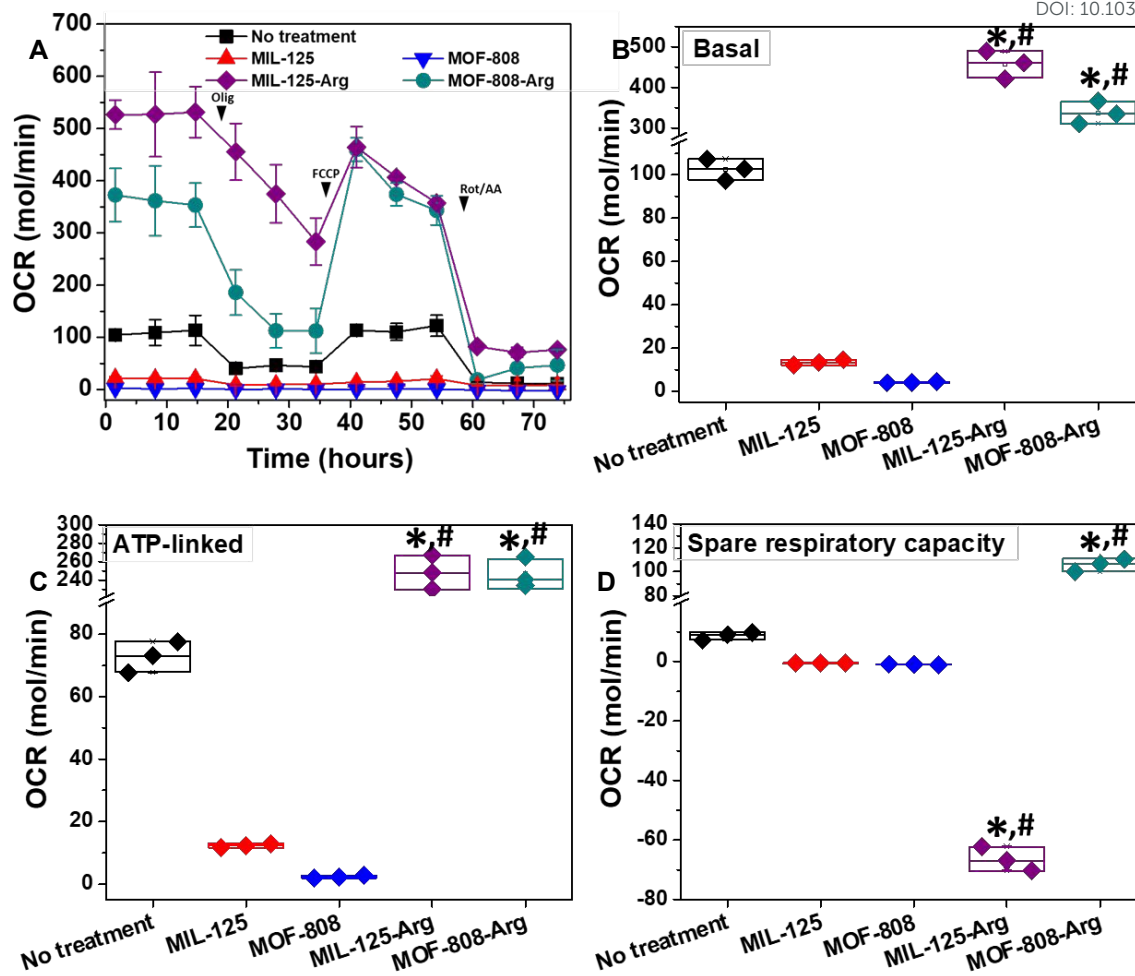 DOI: 10.103
A
700
600
500
400
300
200
100
0
OCR (mol/min)
No treatment
MIL-125
MOF-808
MIL-125-Arg
MOF-808-Arg
Olig
FCCP
Rot/AA
0 10 20 30 40 50 60 70
Time (hours)
B
Basal
500
400
300
100
80
60
40
20
0
OCR (mol/min)
*,#
*,#
No treatment
MIL-125
MOF-808
MIL-125-Arg
MOF-808-Arg
C
ATP-linked
300
280
260
240
80
60
40
20
0
OCR (mol/min)
*,#
*,#
No treatment
MIL-125
MOF-808
MIL-125-Arg
MOF-808-Arg
D
Spare respiratory capacity
140
120
100
80
0
-20
-40
-60
-80
OCR (mol/min)
*,#
*,#
No treatment
MIL-125
MOF-808
MIL-125-Arg
MOF-808-Arg